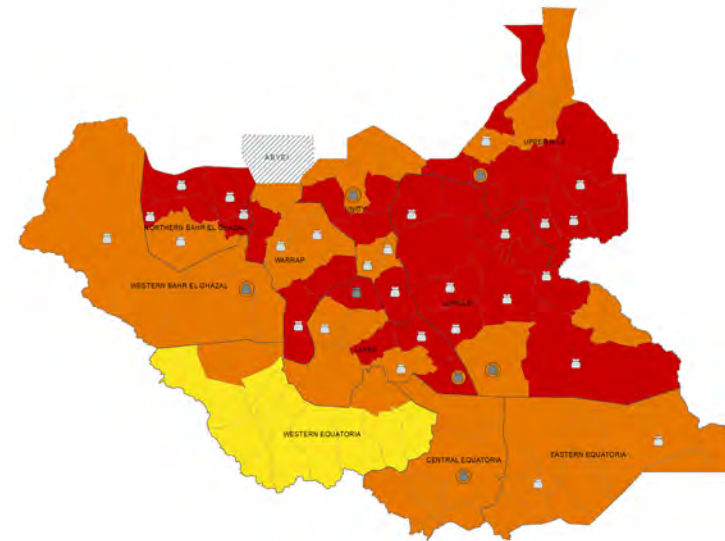 ABYEI
UPPER NILE
UNITY
NORTHERN BAHR EL GHAZAL
WARRAP
WESTERN BAHR EL GHAZAL
JONGLEI
LAKES
WESTERN EQUATORIA
CENTRAL EQUATORIA
EASTERN EQUATORIA